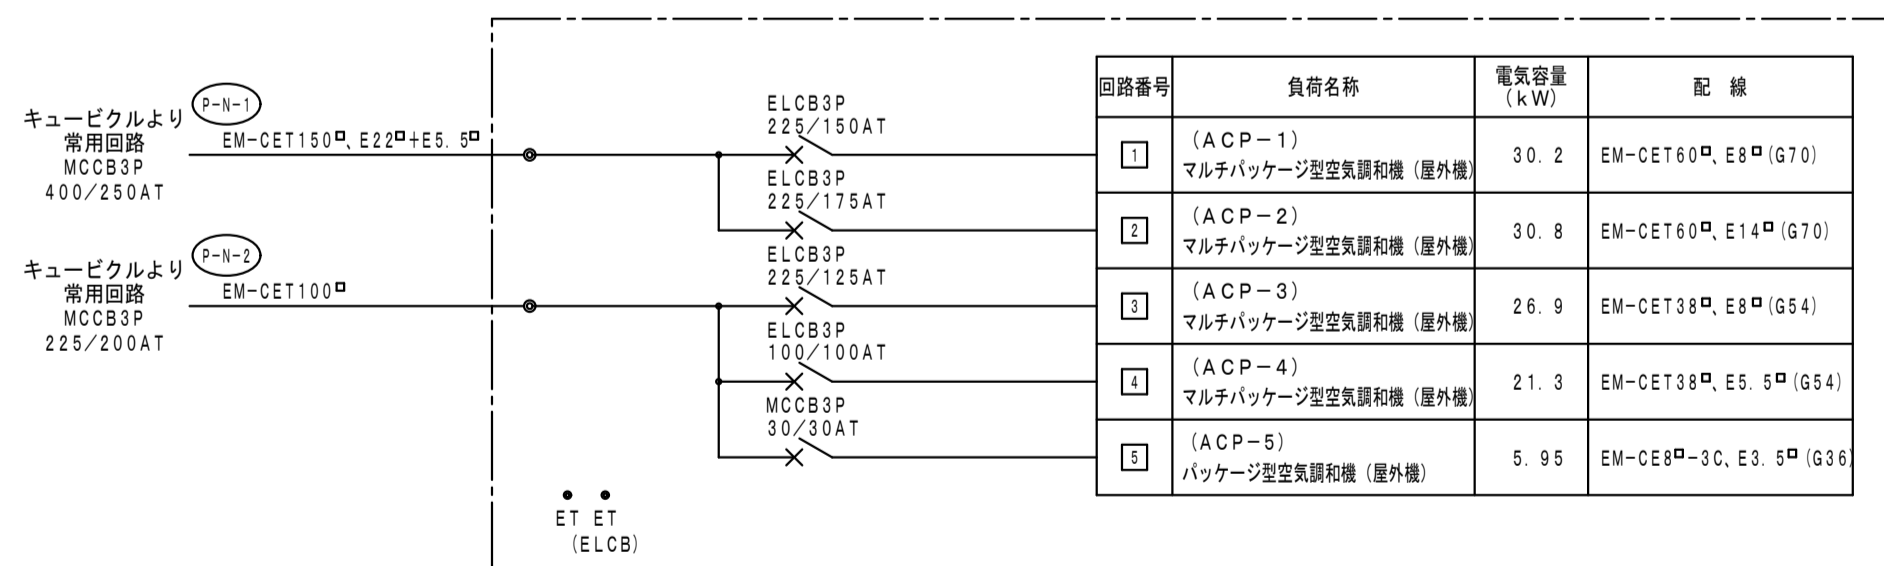 キュービクルより
常用回路
MCCB3P
400/250AT
P-N-1
EM-CET150□、E22□+E5.5□
キュービクルより
常用回路
MCCB3P
225/200AT
P-N-2
EM-CET100□
ELCB3P
225/150AT
ELCB3P
225/175AT
ELCB3P
225/125AT
ELCB3P
100/100AT
MCCB3P
30/30AT
ET ET
(ELCB)
回路番号 負荷名称 電気容量 (kW) 配 線
1 (ACP-1) マルチパッケージ型空気調和機(屋外機) 30.2 EM-CET60□、E8□(G70)
2 (ACP-2) マルチパッケージ型空気調和機(屋外機) 30.8 EM-CET60□、E14□(G70)
3 (ACP-3) マルチパッケージ型空気調和機(屋外機) 26.9 EM-CET38□、E8□(G54)
4 (ACP-4) マルチパッケージ型空気調和機(屋外機) 21.3 EM-CET38□、E5.5□(G54)
5 (ACP-5) パッケージ型空気調和機(屋外機) 5.95 EM-CE8□-3C、E3.5□(G36)